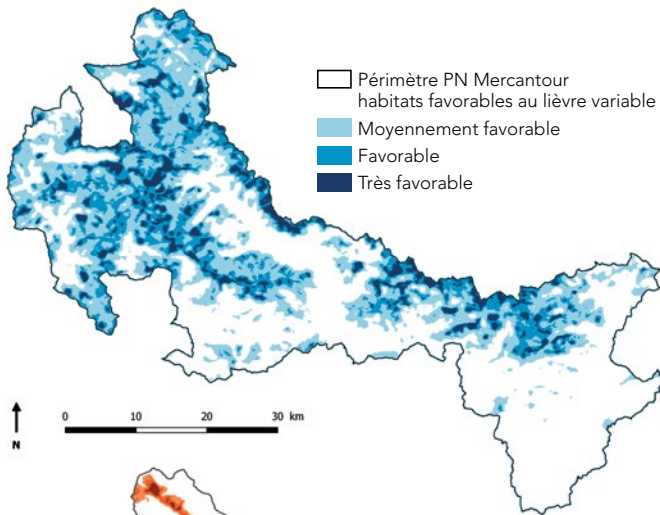 Périmètre PN Mercantour
habitats favorables au lièvre variable
Moyennement favorable
Favorable
Très favorable
0 10 20 30 km
N